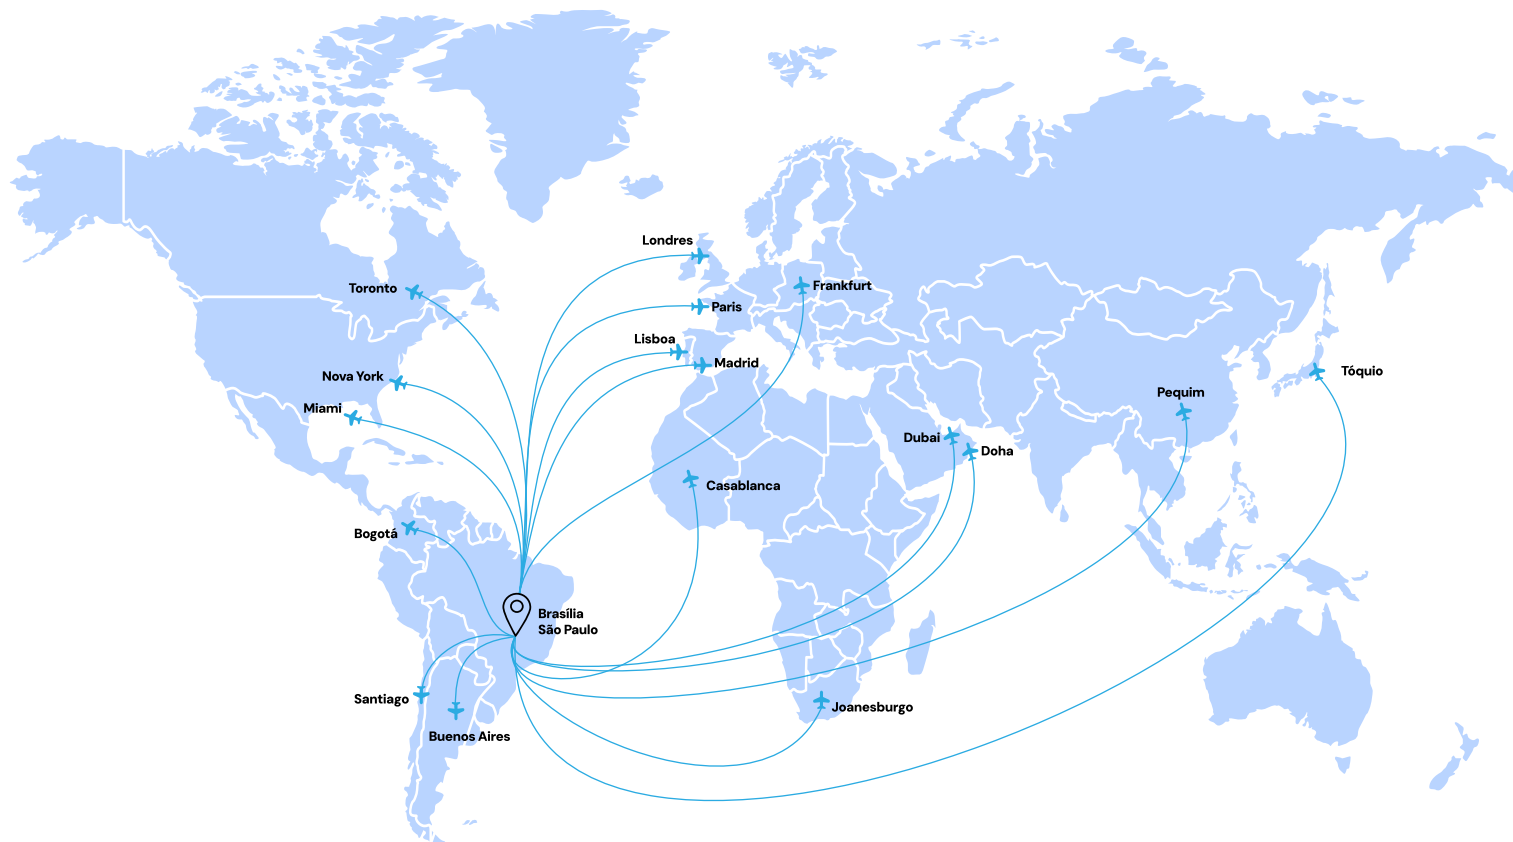 Londres
Toronto
Frankfurt
Paris
Lisboa
Madrid
Nova York
Tóquio
Pequim
Miami
Dubai
Doha
Casablanca
Bogotá
Brasília
São Paulo
Santiago
Joanesburgo
Buenos Aires